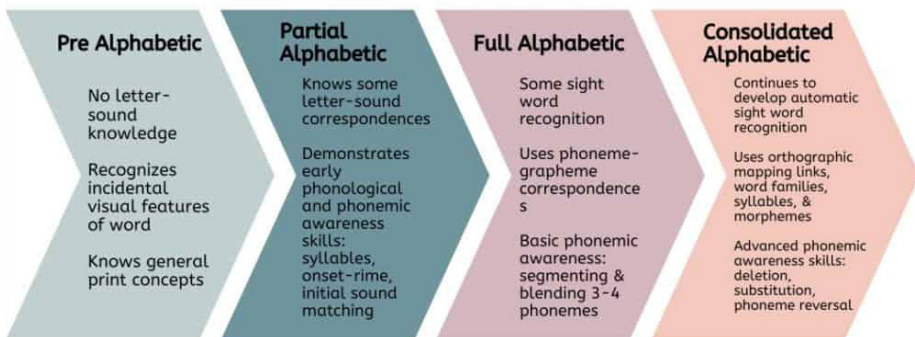 Pre Alphabetic
No letter-
sound
knowledge
Recognizes
incidental
visual features
of word
Knows general
print concepts
Partial
Alphabetic
Knows some
letter-sound
correspondences
Demonstrates
early
phonological
and phonemic
awareness
skills:
syllables,
onset-rime,
initial sound
matching
Full Alphabetic
Some sight
word
recognition
Uses phoneme-
grapheme
correspondence
s
Basic phonemic
awareness:
segmenting &
blending 3-4
phonemes
Consolidated
Alphabetic
Continues to
develop automatic
sight word
recognition
Uses orthographic
mapping links,
word families,
syllables, &
morphemes
Advanced phonemic
awareness skills:
deletion,
substitution,
phoneme reversal